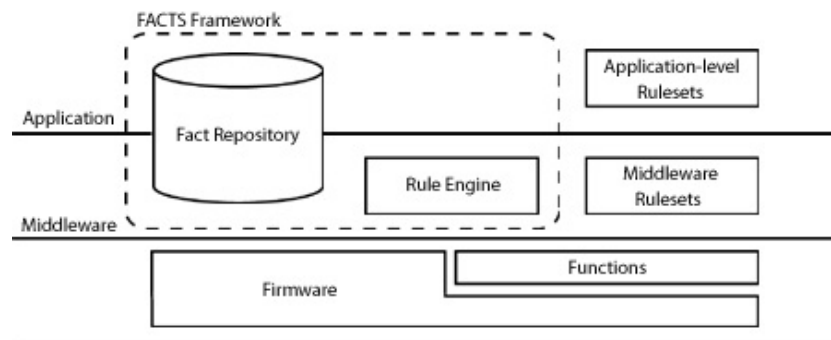 FACTS Framework
Application-level
Rulesets
Application
Fact Repository
Rule Engine
Middleware
Rulesets
Middleware
Functions
Firmware